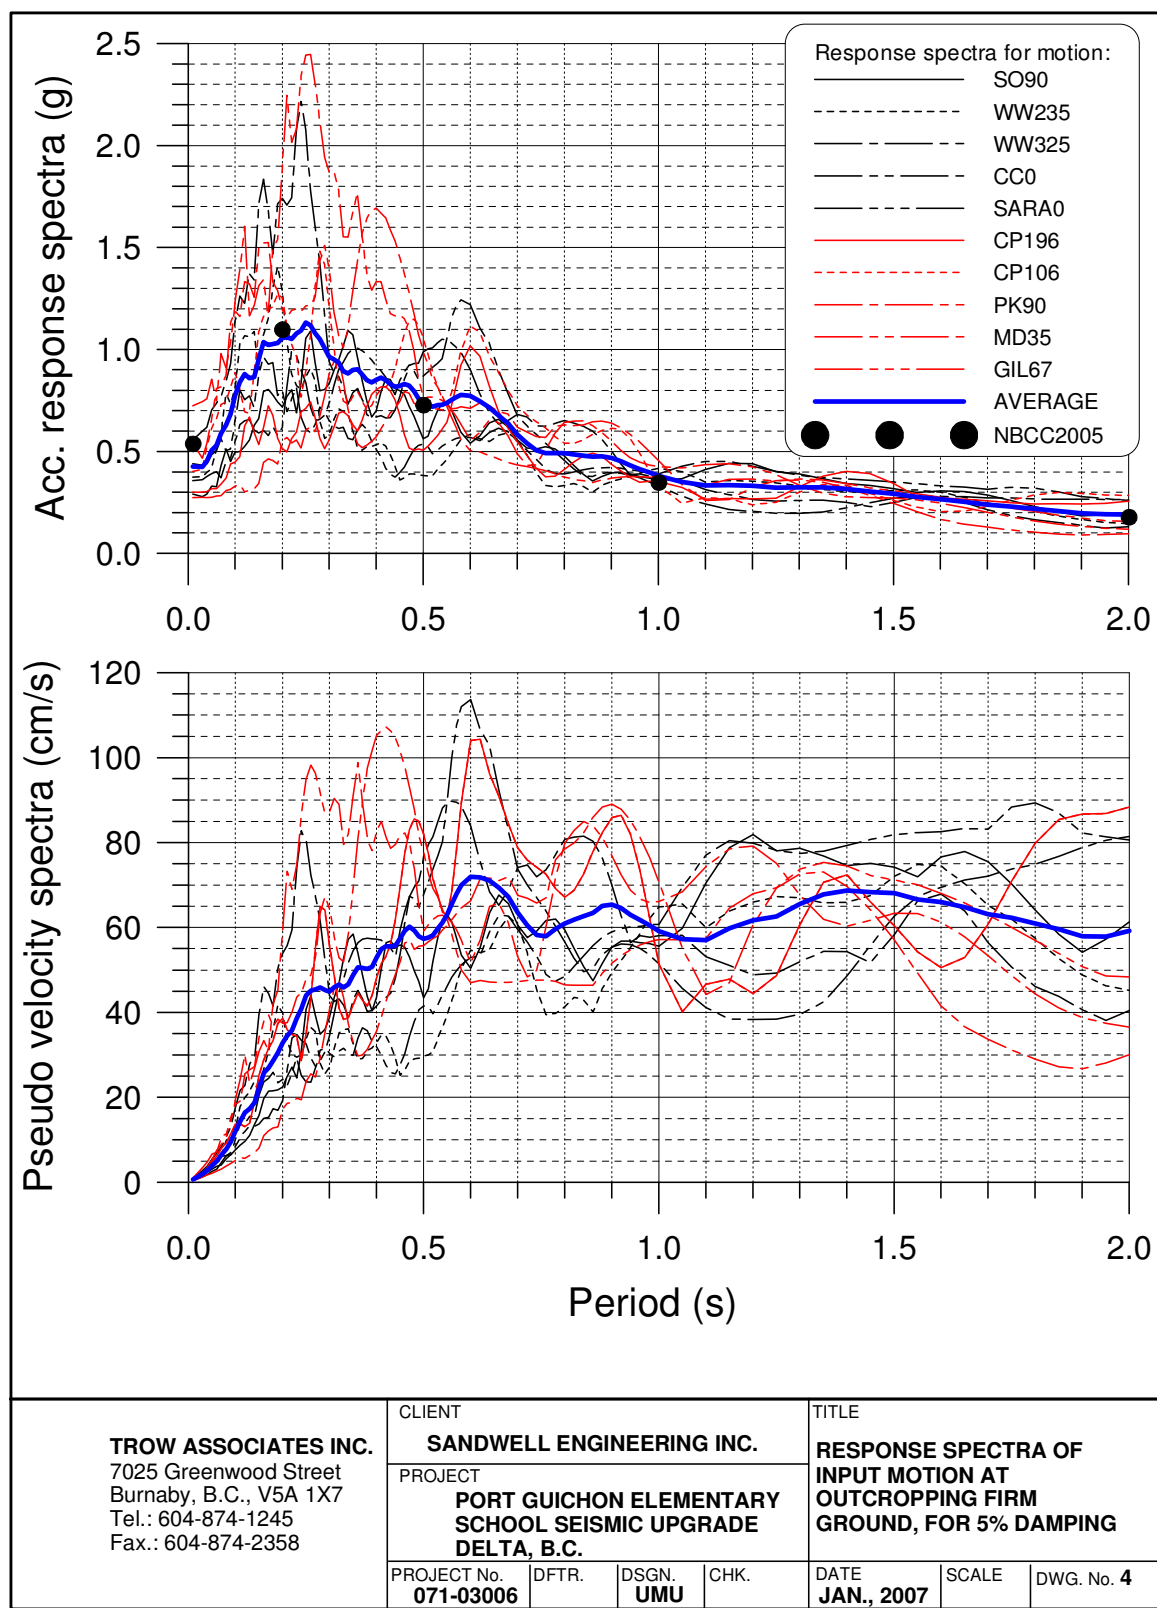 Acc. response spectra (g)
2.5
2.0
1.5
1.0
0.5
0.0
0.0 0.5 1.0 1.5 2.0
Response spectra for motion:
SO90
WW235
WW325
CC0
SARA0
CP196
CP106
PK90
MD35
GIL67
AVERAGE
NBCC2005
Pseudo velocity spectra (cm/s)
120
100
80
60
40
20
0
0.0 0.5 1.0 1.5 2.0
Period (s)
TROW ASSOCIATES INC.
7025 Greenwood Street
Burnaby, B.C., V5A 1X7
Tel.: 604-874-1245
Fax.: 604-874-2358
CLIENT
SANDWELL ENGINEERING INC.
PROJECT
PORT GUICHON ELEMENTARY
SCHOOL SEISMIC UPGRADE
DELTA, B.C.
TITLE
RESPONSE SPECTRA OF
INPUT MOTION AT
OUTCROPPING FIRM
GROUND, FOR 5% DAMPING
PROJECT No.
071-03006
DFTR.
DSGN.
UMU
CHK.
DATE
JAN., 2007
SCALE
DWG. No. 4